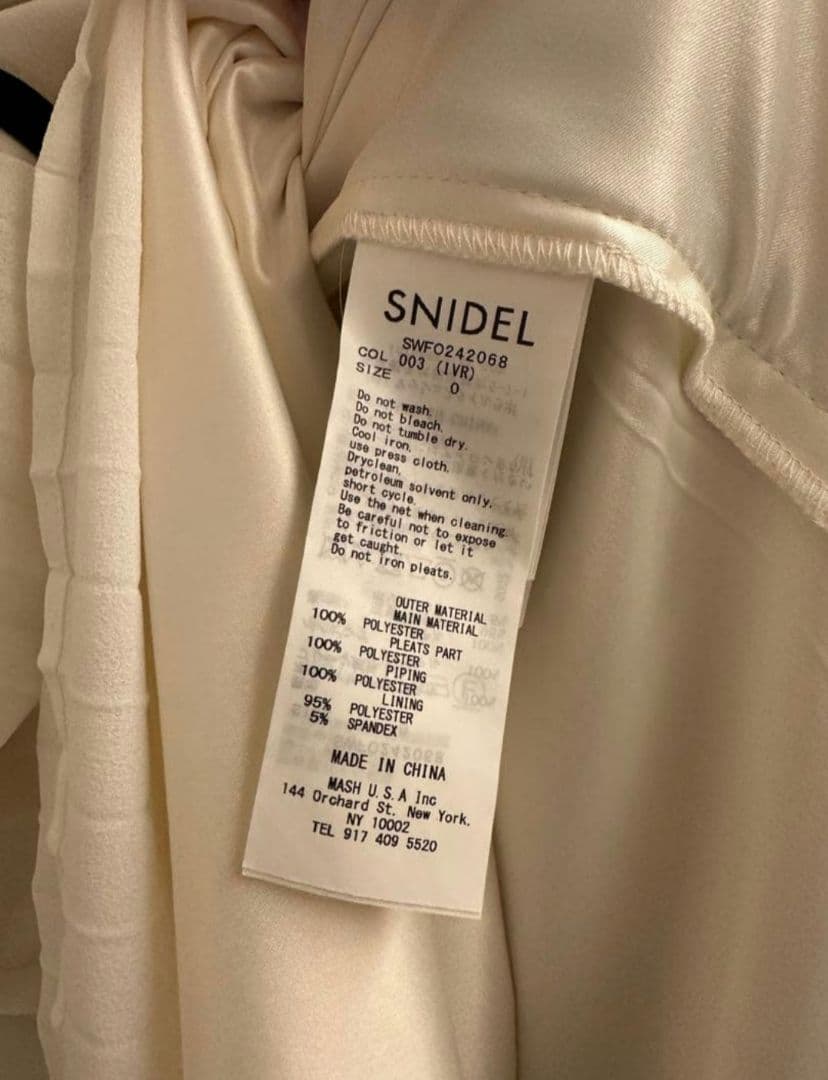 SNIDEL
SWFO242068
COL 003 (IVR)
SIZE 0
Do not wash.
Do not bleach.
Do not tumble dry.
Cool iron,
use press cloth.
Dryclean,
petroleum solvent only,
short cycle.
Use the net when cleaning.
Be careful not to expose
to friction or let it
get caught.
Do not iron pleats.
OUTER MATERIAL
MAIN MATERIAL
100% POLYESTER
PLEATS PART
100% POLYESTER
PIPING
100% POLYESTER
LINING
95% POLYESTER
5% SPANDEX
MADE IN CHINA
MASH U.S.A Inc
144 Orchard St. New York.
NY 10002
TEL 917 409 5520